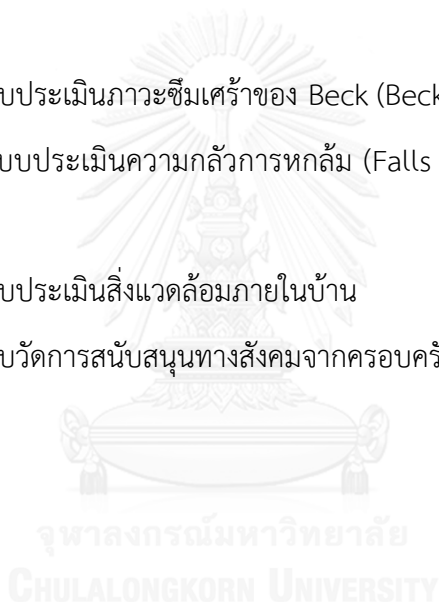 บประเมินภาวะซึมเศร้าของ Beck (Beck
บบประเมินความกลัวการหกล้ม (Falls
บประเมินสิ่งแวดล้อมภายในบ้าน
บวัดการสนับสนุนทางสังคมจากครอบครั
จุฬาลงกรณ์มหาวิทยาลัย
CHULALONGKORN UNIVERSITY